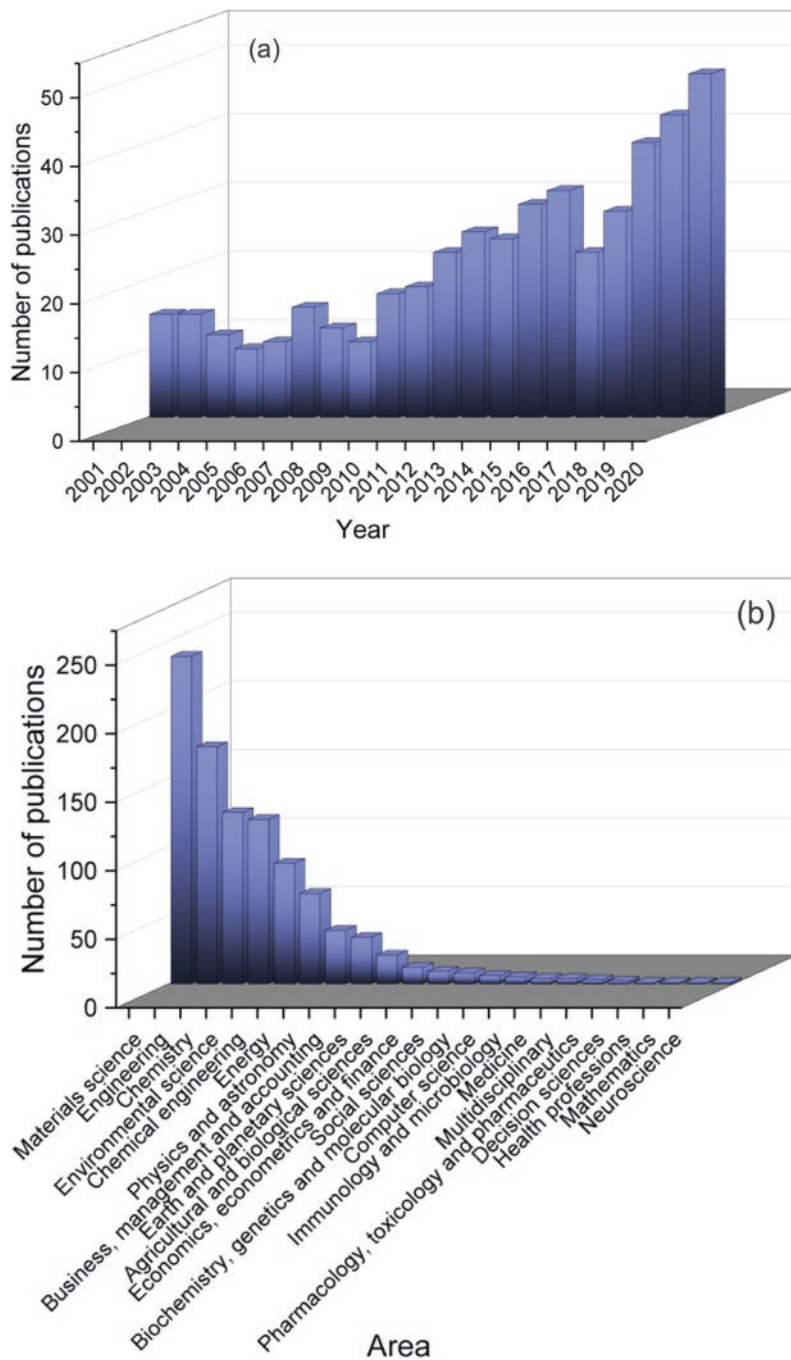 (a)
50
40
30
20
10
0
Number of publications
2001
2002
2003
2004
2005
2006
2007
2008
2009
2010
2011
2012
2013
2014
2015
2016
2017
2018
2019
2020
Year
(b)
250
200
150
100
50
0
Number of publications
Materials science
Engineering
Chemistry
Environmental science
Chemical engineering
Energy
Physics and astronomy
Business, management and accounting
Earth and planetary sciences
Agricultural and biological sciences
Economics, econometrics and finance
Social sciences
Biochemistry, genetics and molecular biology
Computer science
Immunology and microbiology
Medicine
Multidisciplinary
Pharmacology, toxicology and pharmaceutics
Decision sciences
Health professions
Mathematics
Neuroscience
Area